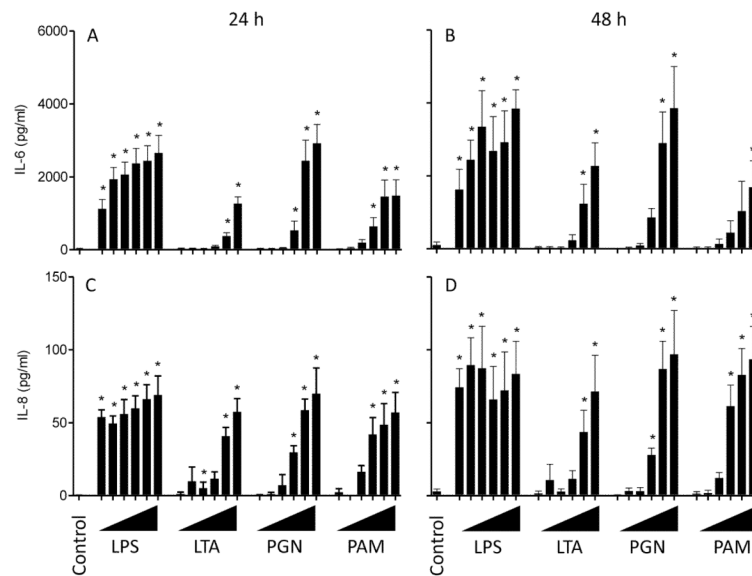 24 h
48 h
A
B
IL-6 (pg/ml)
6000
4000
2000
0
* * * * * *
* *
* * *
* * *
* * * * * *
* *
* *
*
C
D
IL-8 (pg/ml)
150
100
50
0
* * * * * *
* * *
* * *
* * *
* * * * * *
* *
* * *
* * *
Control
LPS
LTA
PGN
PAM
Control
LPS
LTA
PGN
PAM